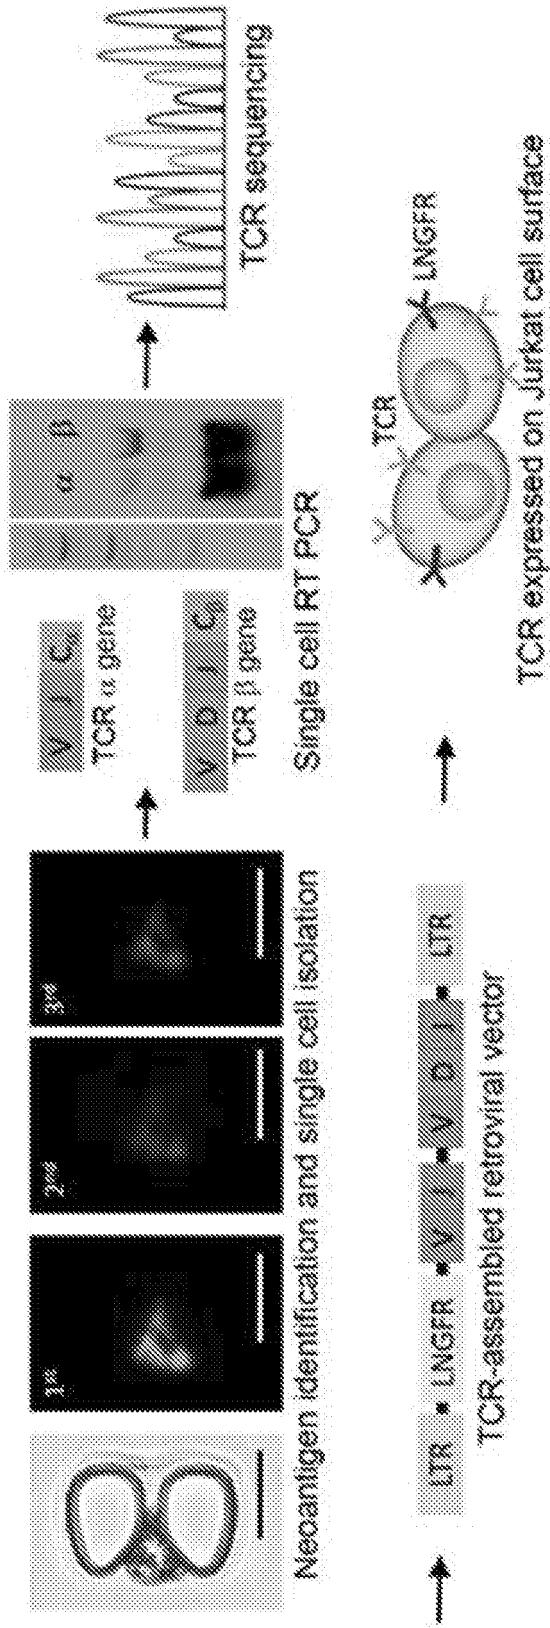 1st
2nd
3rd
Neoantigen identification and single cell isolation
V J Cα
TCR α gene
V D J Cβ
TCR β gene
α β
Single cell RT PCR
TCR sequencing
LTR
LNGFR
V J
V D J
LTR
TCR-assembled retroviral vector
TCR
LNGFR
TCR expressed on Jurkat cell surface